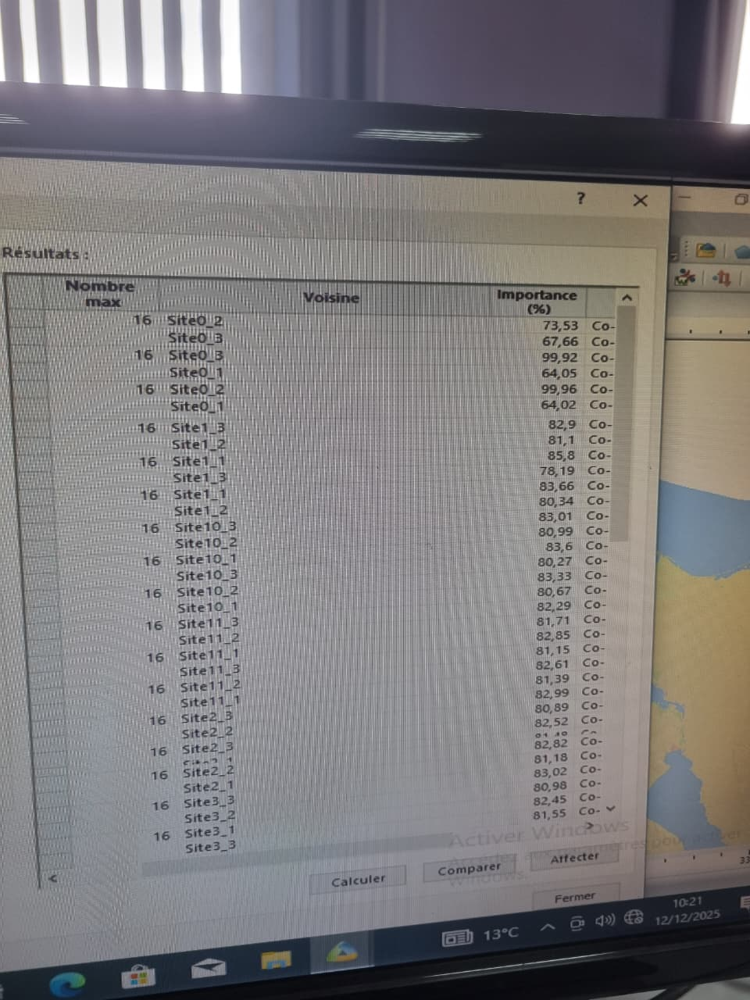 ? ×
Résultats :
Nombre max Voisine Importance (%)
16 Site0_2 73,53 Co-
Site0_3 67,66 Co-
16 Site0_3 99,92 Co-
Site0_1 64,05 Co-
16 Site0_2 99,96 Co-
Site0_1 64,02 Co-
16 Site1_3 82,9 Co-
Site1_2 81,1 Co-
16 Site1_1 85,8 Co-
Site1_3 78,19 Co-
16 Site1_1 83,66 Co-
Site1_2 80,34 Co-
16 Site10_3 83,01 Co-
Site10_2 80,99 Co-
16 Site10_1 83,6 Co-
Site10_3 80,27 Co-
16 Site10_2 83,33 Co-
Site10_1 80,67 Co-
16 Site11_3 82,29 Co-
Site11_2 81,71 Co-
16 Site11_1 82,85 Co-
Site11_3 81,15 Co-
16 Site11_2 82,61 Co-
Site11_1 81,39 Co-
16 Site2_3 82,99 Co-
Site2_2 80,89 Co-
16 Site2_3 82,52 Co-
16 Site2_2 82,82 Co-
Site2_1 81,18 Co-
16 Site3_3 83,02 Co-
Site3_2 80,98 Co-
16 Site3_1 82,45 Co-
Site3_3 81,55 Co-
Activer Windows
Calculer Comparer Affecter
Windows.
Fermer
33
13°C 10:21
12/12/2025